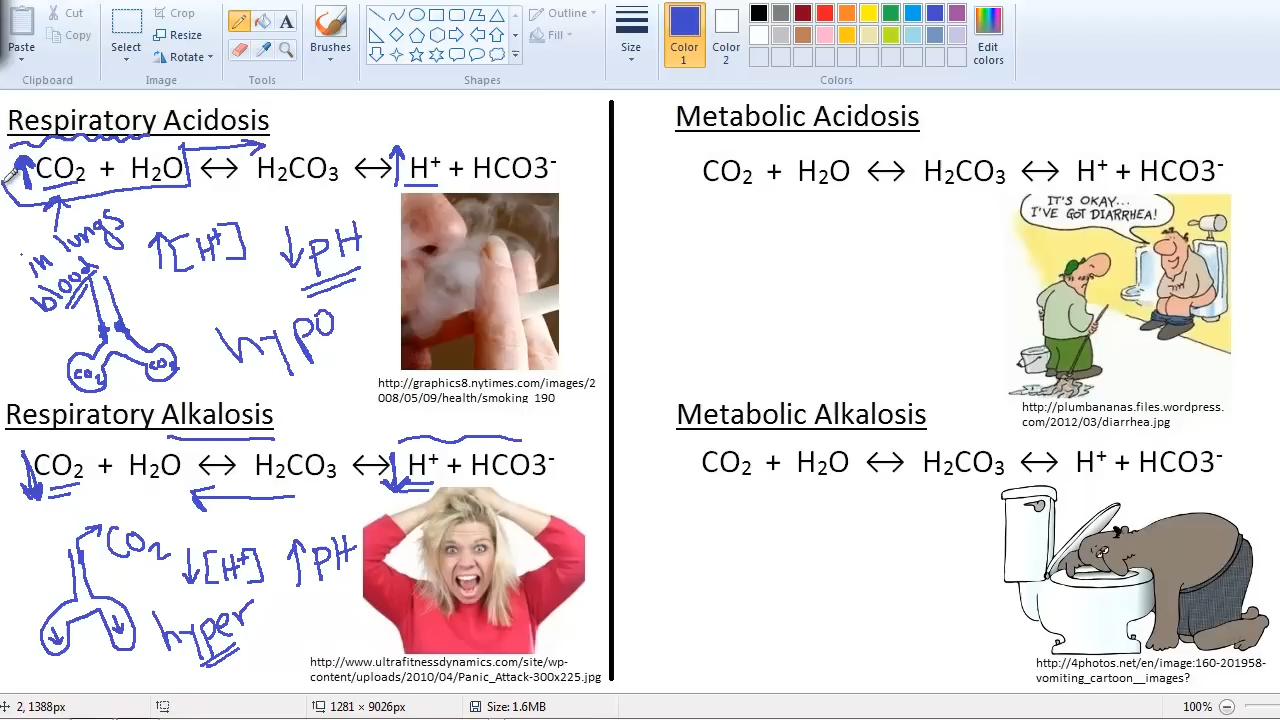 Cut
Crop
Outline
Paste
Copy
Select
Resize
Rotate
A
Brushes
Fill
Size
Color
1
Color
2
Edit
colors
Clipboard
Image
Tools
Shapes
Colors
Respiratory Acidosis
CO₂ + H₂O ↔ H₂CO₃ ↔ ↑ H⁺ + HCO3⁻
in lungs
blood
↑[H⁺] ↓pH
hypo
CO₂
CO₂
http://graphics8.nytimes.com/images/2
008/05/09/health/smoking_190
Respiratory Alkalosis
↓CO₂ + H₂O ↔ H₂CO₃ ↔ ↓ H⁺ + HCO3⁻
CO₂
↓[H⁺] ↑pH
hyper
http://www.ultrafitnessdynamics.com/site/wp-
content/uploads/2010/04/Panic_Attack-300x225.jpg
Metabolic Acidosis
CO₂ + H₂O ↔ H₂CO₃ ↔ H⁺ + HCO3⁻
IT'S OKAY...
I'VE GOT DIARRHEA!
http://plumbananas.files.wordpress.
com/2012/03/diarrhea.jpg
Metabolic Alkalosis
CO₂ + H₂O ↔ H₂CO₃ ↔ H⁺ + HCO3⁻
http://4photos.net/en/image:160-201958-
vomiting_cartoon__images?
2, 1388px
1281 × 9026px
Size: 1.6MB
100%